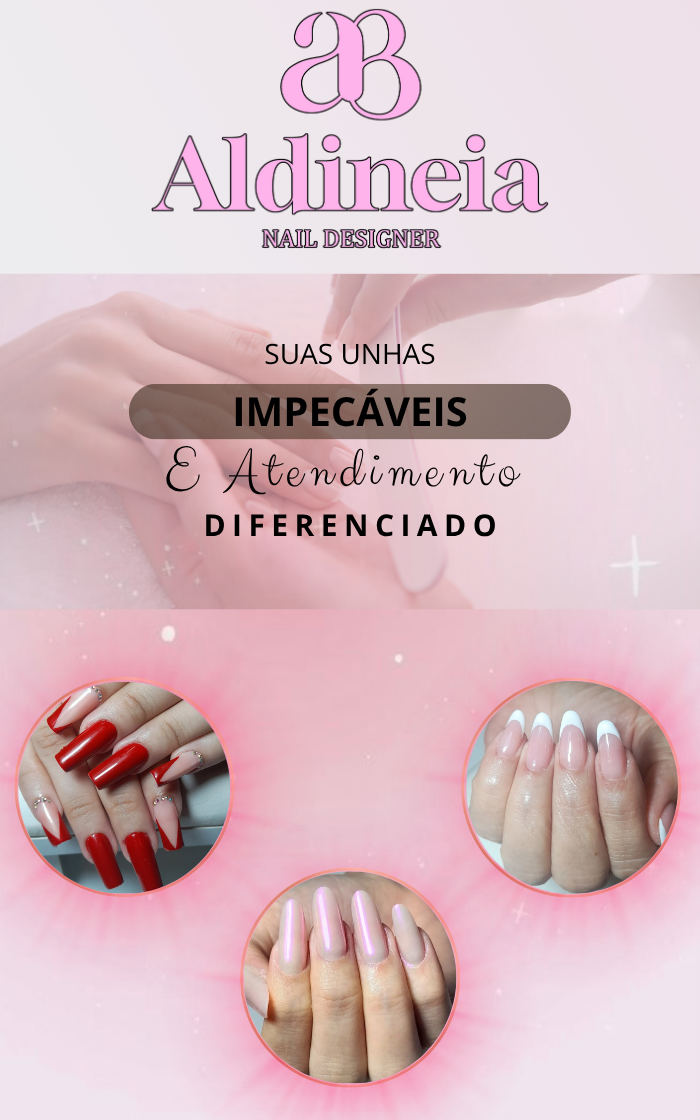 AB
Aldineia
NAIL DESIGNER
SUAS UNHAS
IMPECÁVEIS
E Atendimento
DIFERENCIADO